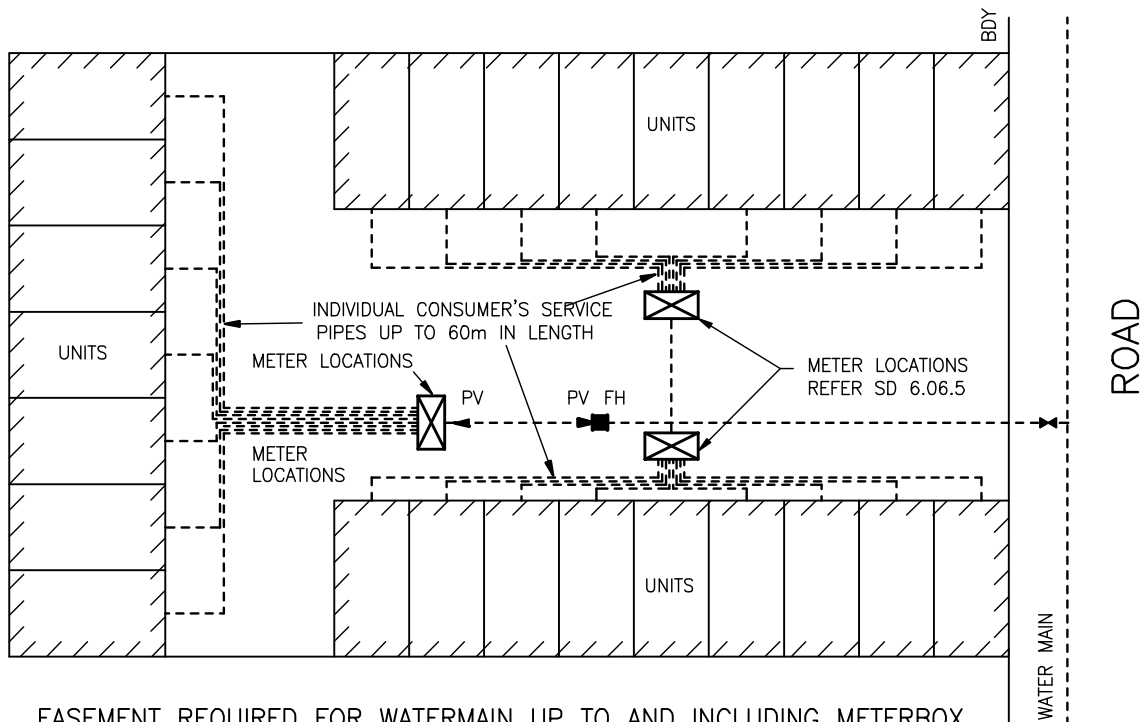 BDY
UNITS
INDIVIDUAL CONSUMER'S SERVICE
PIPES UP TO 60m IN LENGTH
UNITS
METER LOCATIONS
METER LOCATIONS
REFER SD 6.06.5
ROAD
PV
PV FH
METER
LOCATIONS
UNITS
WATER MAIN
EASEMENT REQUIRED FOR WATERMAIN UP TO AND INCLUDING METERBOX